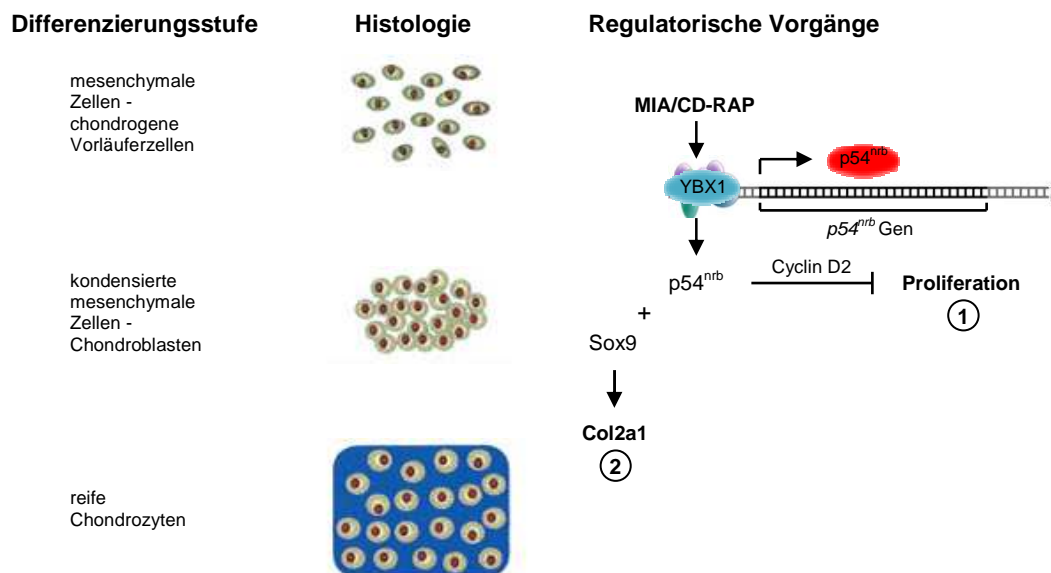 Differenzierungsstufe
Histologie
Regulatorische Vorgänge
mesenchymale
Zellen -
chondrogene
Vorläuferzellen
MIA/CD-RAP
p54nrb
YBX1
p54nrb Gen
kondensierte
mesenchymale
Zellen -
Chondroblasten
p54nrb
Cyclin D2
Proliferation
1
+
Sox9
Col2a1
2
reife
Chondrozyten